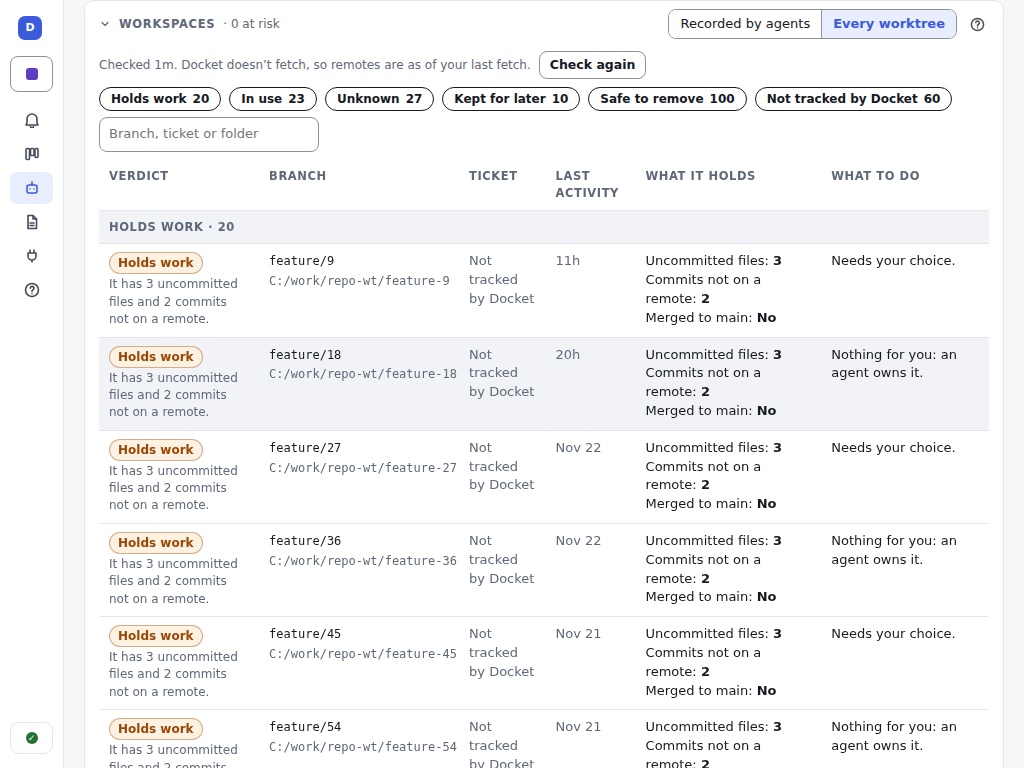 D
WORKSPACES · 0 at risk
Recorded by agents
Every worktree
Checked 1m. Docket doesn’t fetch, so remotes are as of your last fetch.
Check again
Holds work 20
In use 23
Unknown 27
Kept for later 10
Safe to remove 100
Not tracked by Docket 60
Branch, ticket or folder
VERDICT
BRANCH
TICKET
LAST
ACTIVITY
WHAT IT HOLDS
WHAT TO DO
HOLDS WORK · 20
Holds work
It has 3 uncommitted
files and 2 commits
not on a remote.
feature/9
C:/work/repo-wt/feature-9
Not
tracked
by Docket
11h
Uncommitted files: 3
Commits not on a
remote: 2
Merged to main: No
Needs your choice.
Holds work
It has 3 uncommitted
files and 2 commits
not on a remote.
feature/18
C:/work/repo-wt/feature-18
Not
tracked
by Docket
20h
Uncommitted files: 3
Commits not on a
remote: 2
Merged to main: No
Nothing for you: an
agent owns it.
Holds work
It has 3 uncommitted
files and 2 commits
not on a remote.
feature/27
C:/work/repo-wt/feature-27
Not
tracked
by Docket
Nov 22
Uncommitted files: 3
Commits not on a
remote: 2
Merged to main: No
Needs your choice.
Holds work
It has 3 uncommitted
files and 2 commits
not on a remote.
feature/36
C:/work/repo-wt/feature-36
Not
tracked
by Docket
Nov 22
Uncommitted files: 3
Commits not on a
remote: 2
Merged to main: No
Nothing for you: an
agent owns it.
Holds work
It has 3 uncommitted
files and 2 commits
not on a remote.
feature/45
C:/work/repo-wt/feature-45
Not
tracked
by Docket
Nov 21
Uncommitted files: 3
Commits not on a
remote: 2
Merged to main: No
Needs your choice.
Holds work
It has 3 uncommitted
files and 2 commits
feature/54
C:/work/repo-wt/feature-54
Not
tracked
by Docket
Nov 21
Uncommitted files: 3
Commits not on a
remote: 2
Nothing for you: an
agent owns it.